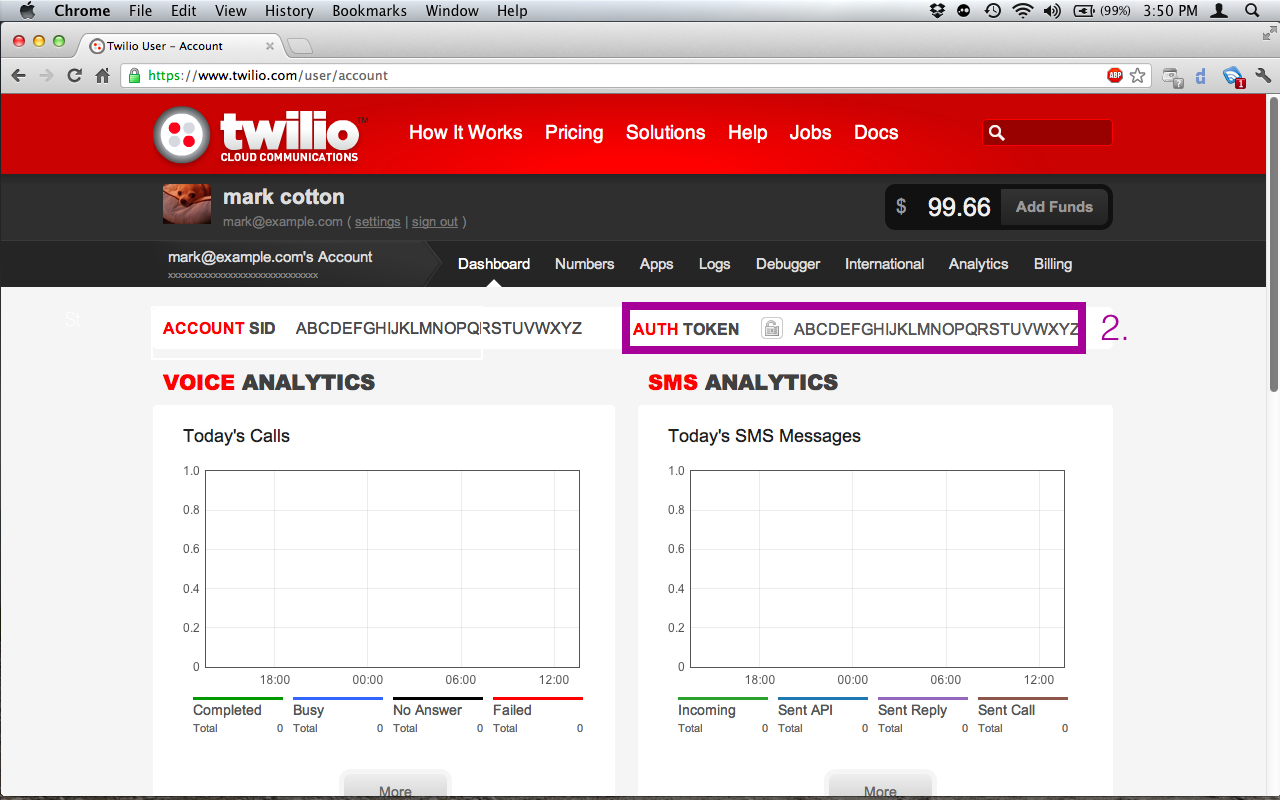 Chrome File Edit View History Bookmarks Window Help (99%) 3:50 PM
Twilio User – Account
https://www.twilio.com/user/account ABP d 1
twilio™
CLOUD COMMUNICATIONS
How It Works Pricing Solutions Help Jobs Docs
mark cotton
mark@example.com ( settings | sign out )
$ 99.66 Add Funds
mark@example.com's Account
xxxxxxxxxxxxxxxxxxxxxxxxxxxxxxxxxx
Dashboard Numbers Apps Logs Debugger International Analytics Billing
St
ACCOUNT SID ABCDEFGHIJKLMNOPQRSTUVWXYZ
AUTH TOKEN ABCDEFGHIJKLMNOPQRSTUVWXYZ 2.
VOICE ANALYTICS
Today's Calls
1.0
0.8
0.6
0.4
0.2
0
18:00 00:00 06:00 12:00
Completed Busy No Answer Failed
Total 0 Total 0 Total 0 Total 0
More
SMS ANALYTICS
Today's SMS Messages
1.0
0.8
0.6
0.4
0.2
0
18:00 00:00 06:00 12:00
Incoming Sent API Sent Reply Sent Call
Total 0 Total 0 Total 0 Total 0
More